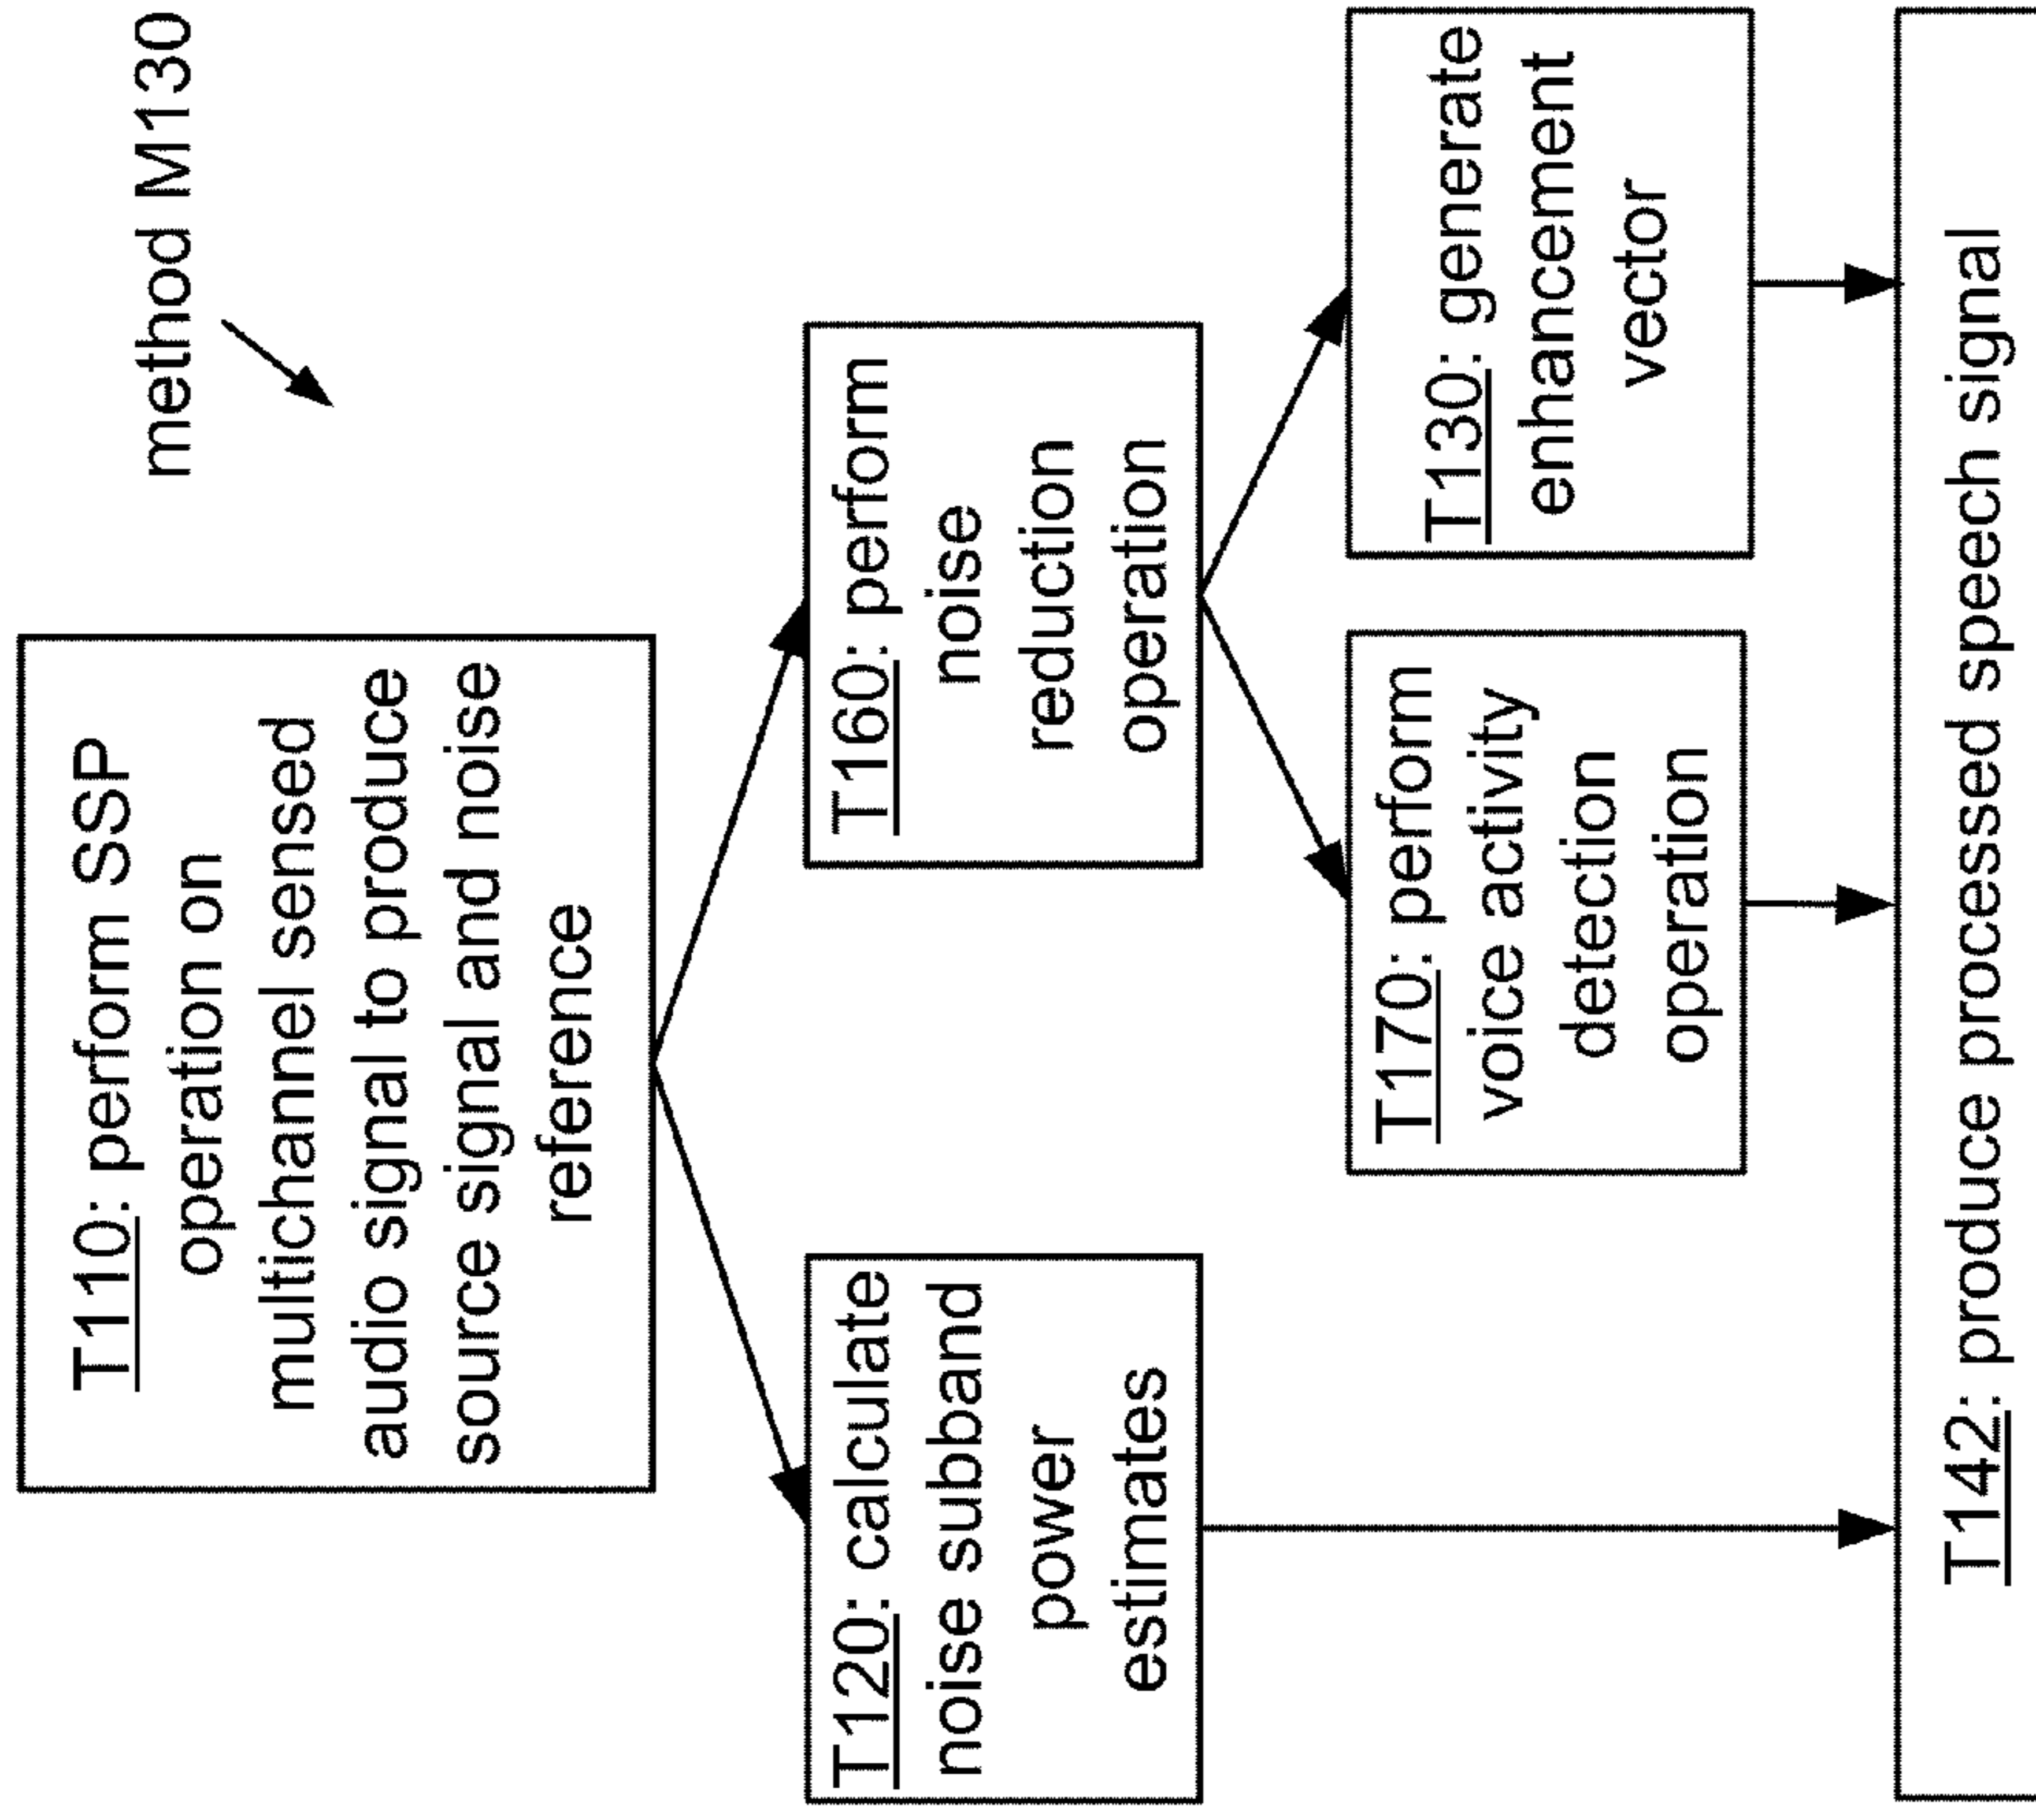 method M130
T110: perform SSP
operation on
multichannel sensed
audio signal to produce
source signal and noise
reference
T120: calculate
noise subband
power
estimates
T160: perform
noise
reduction
operation
T170: perform
voice activity
detection
operation
T130: generate
enhancement
vector
T142: produce processed speech signal